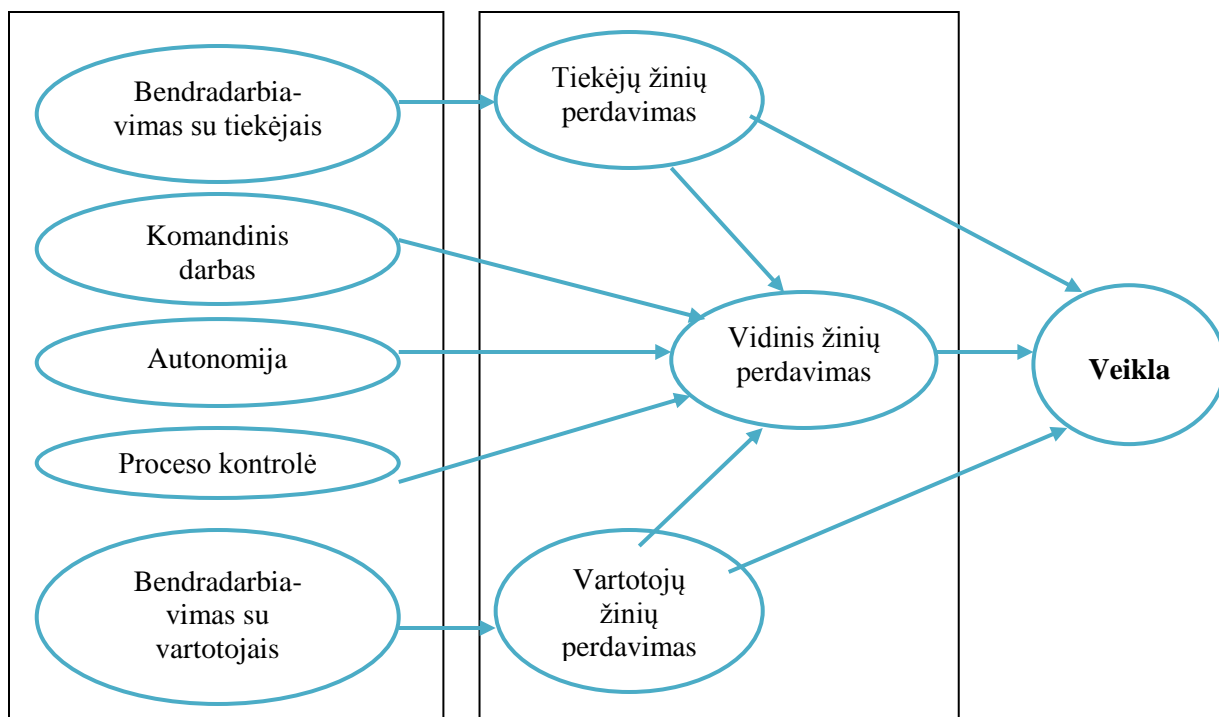 Bendradarbia-
vimas su tiekėjais
Komandinis
darbas
Autonomija
Proceso kontrolė
Bendradarbia-
vimas su
vartotojais
Tiekėjų žinių
perdavimas
Vidinis žinių
perdavimas
Vartotojų
žinių
perdavimas
Veikla